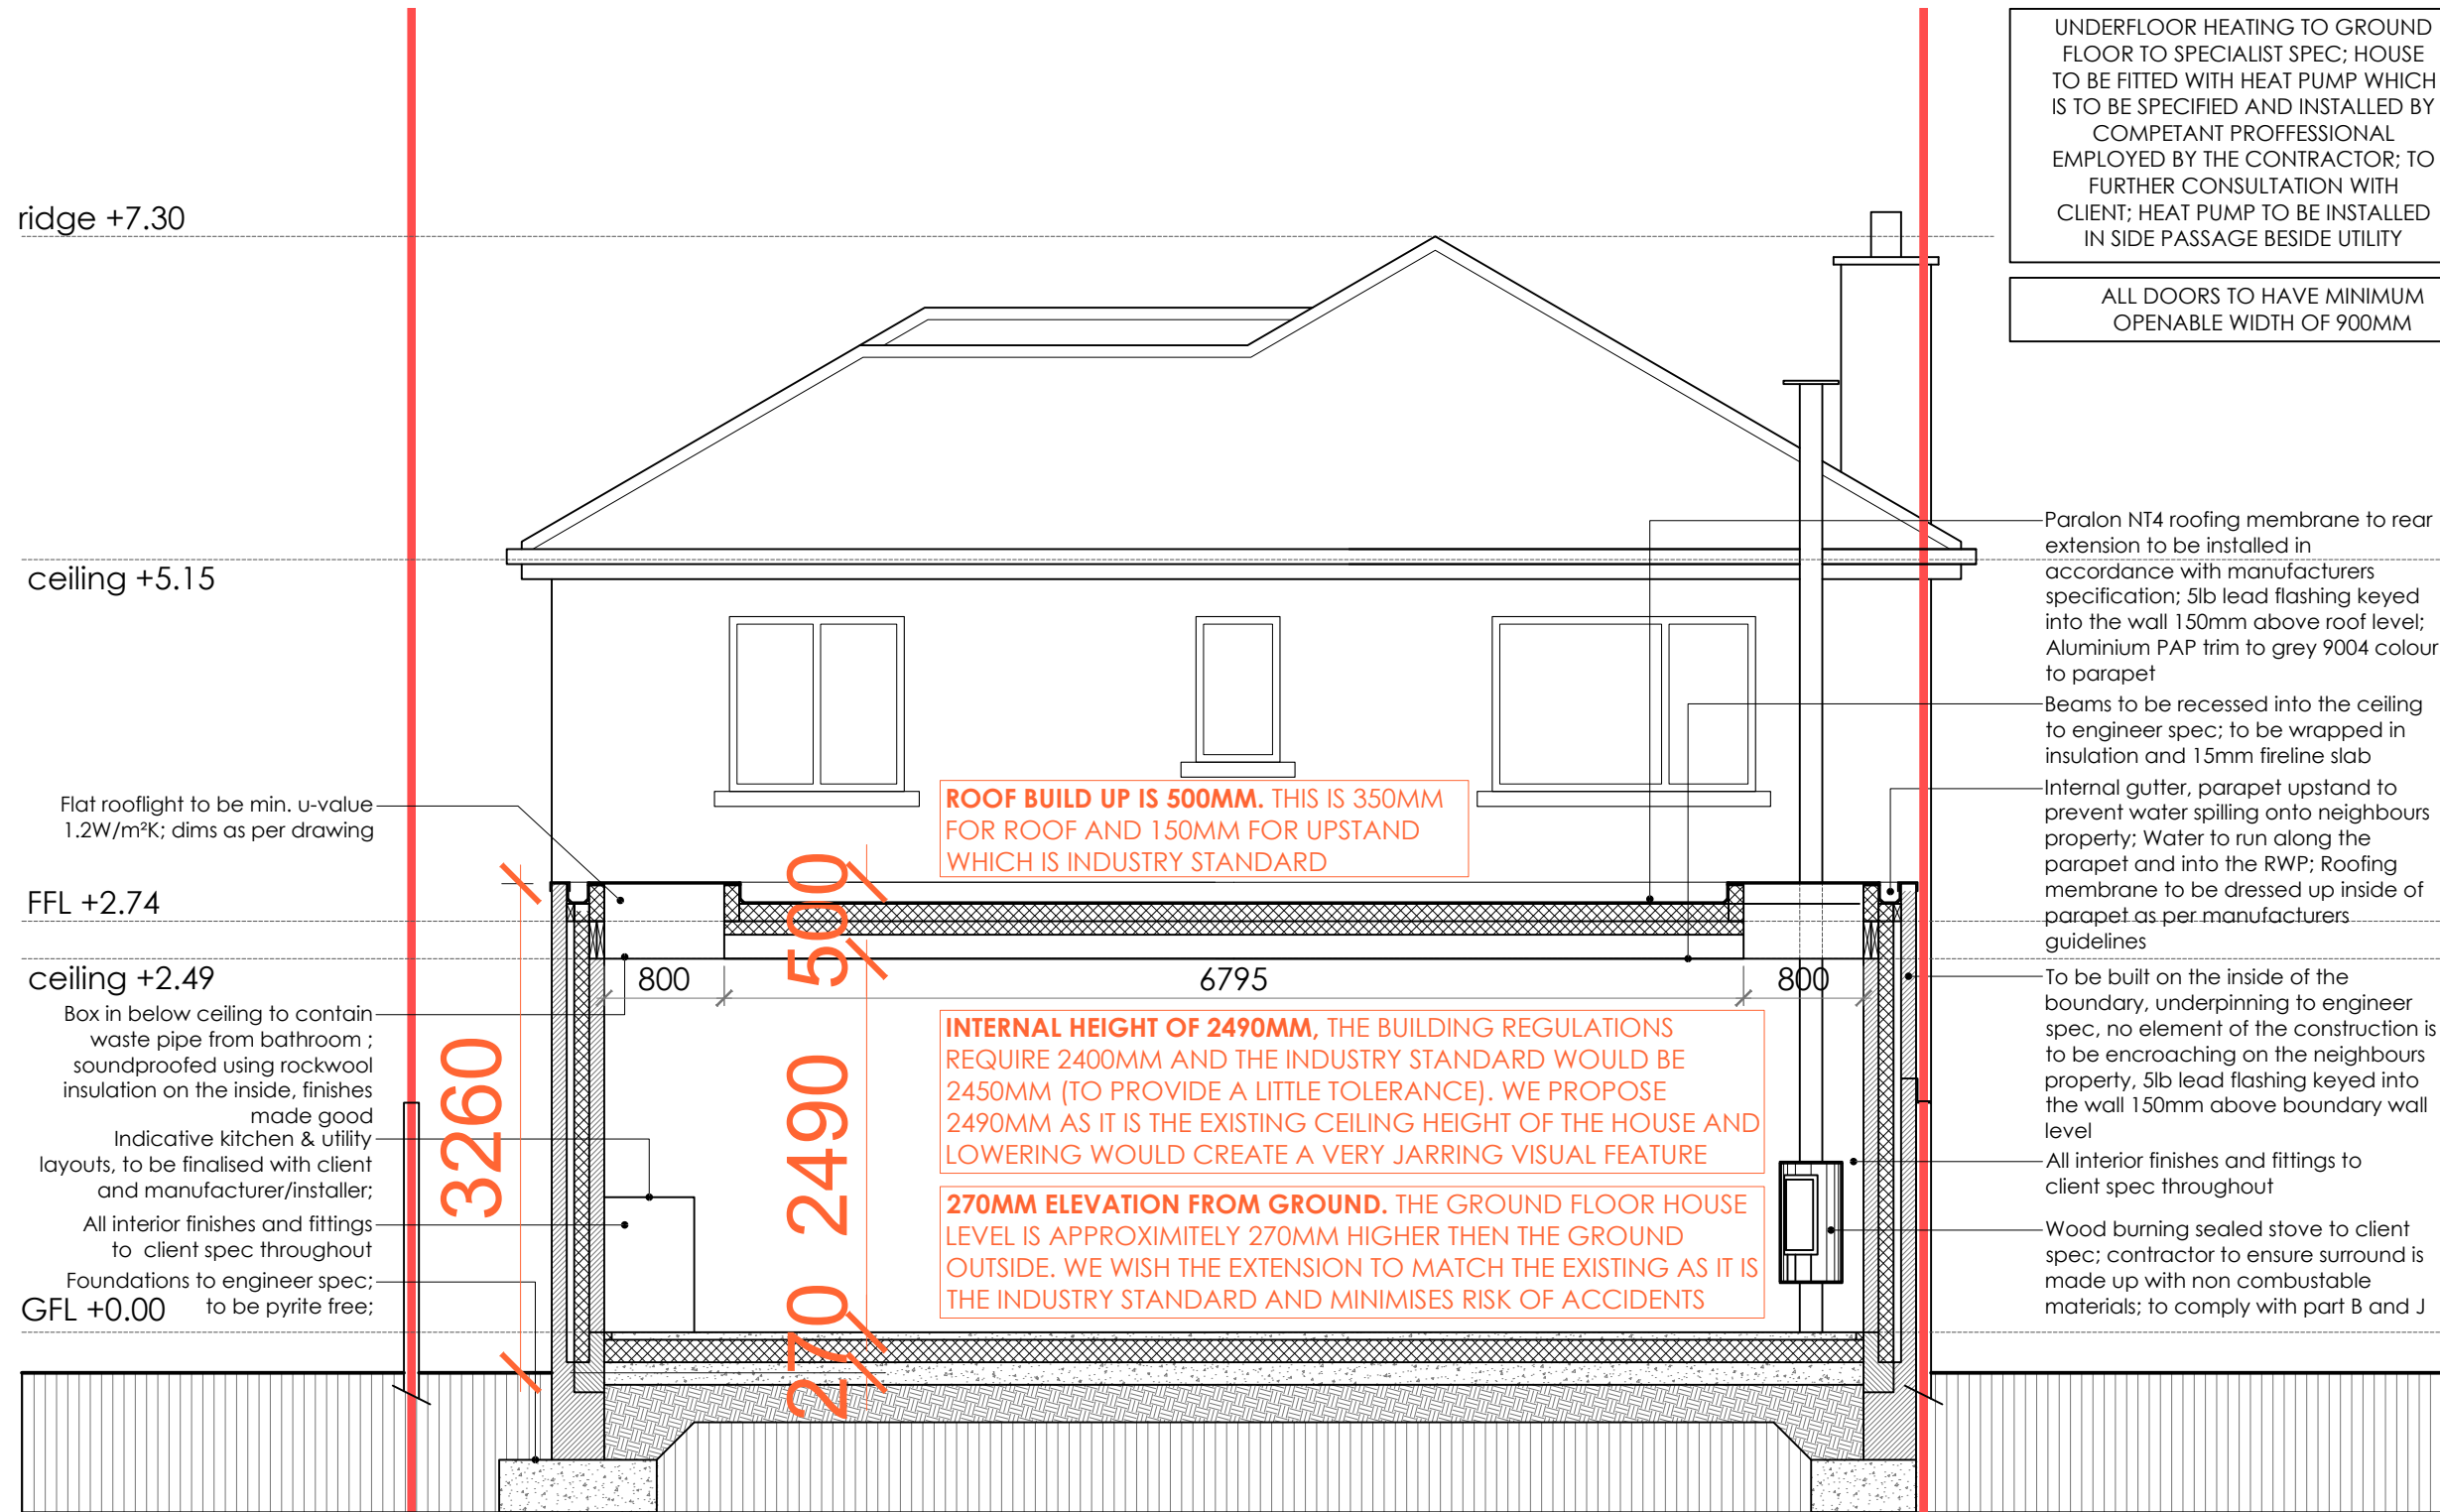 UNDERFLOOR HEATING TO GROUND
FLOOR TO SPECIALIST SPEC; HOUSE
TO BE FITTED WITH HEAT PUMP WHICH
IS TO BE SPECIFIED AND INSTALLED BY
COMPETANT PROFFESSIONAL
EMPLOYED BY THE CONTRACTOR; TO
FURTHER CONSULTATION WITH
CLIENT; HEAT PUMP TO BE INSTALLED
IN SIDE PASSAGE BESIDE UTILITY
ALL DOORS TO HAVE MINIMUM
OPENABLE WIDTH OF 900MM
ridge +7.30
ceiling +5.15
Flat rooflight to be min. u-value
1.2W/m²K; dims as per drawing
FFL +2.74
ceiling +2.49
Box in below ceiling to contain
waste pipe from bathroom ;
soundproofed using rockwool
insulation on the inside, finishes
made good
Indicative kitchen & utility
layouts, to be finalised with client
and manufacturer/installer;
All interior finishes and fittings
to client spec throughout
Foundations to engineer spec;
to be pyrite free;
GFL +0.00
3260
500
2490
270
800
6795
800
ROOF BUILD UP IS 500MM. THIS IS 350MM
FOR ROOF AND 150MM FOR UPSTAND
WHICH IS INDUSTRY STANDARD
INTERNAL HEIGHT OF 2490MM, THE BUILDING REGULATIONS
REQUIRE 2400MM AND THE INDUSTRY STANDARD WOULD BE
2450MM (TO PROVIDE A LITTLE TOLERANCE). WE PROPOSE
2490MM AS IT IS THE EXISTING CEILING HEIGHT OF THE HOUSE AND
LOWERING WOULD CREATE A VERY JARRING VISUAL FEATURE
270MM ELEVATION FROM GROUND. THE GROUND FLOOR HOUSE
LEVEL IS APPROXIMITELY 270MM HIGHER THEN THE GROUND
OUTSIDE. WE WISH THE EXTENSION TO MATCH THE EXISTING AS IT IS
THE INDUSTRY STANDARD AND MINIMISES RISK OF ACCIDENTS
Paralon NT4 roofing membrane to rear
extension to be installed in
accordance with manufacturers
specification; 5lb lead flashing keyed
into the wall 150mm above roof level;
Aluminium PAP trim to grey 9004 colour
to parapet
Beams to be recessed into the ceiling
to engineer spec; to be wrapped in
insulation and 15mm fireline slab
Internal gutter, parapet upstand to
prevent water spilling onto neighbours
property; Water to run along the
parapet and into the RWP; Roofing
membrane to be dressed up inside of
parapet as per manufacturers
guidelines
To be built on the inside of the
boundary, underpinning to engineer
spec, no element of the construction is
to be encroaching on the neighbours
property, 5lb lead flashing keyed into
the wall 150mm above boundary wall
level
All interior finishes and fittings to
client spec throughout
Wood burning sealed stove to client
spec; contractor to ensure surround is
made up with non combustable
materials; to comply with part B and J